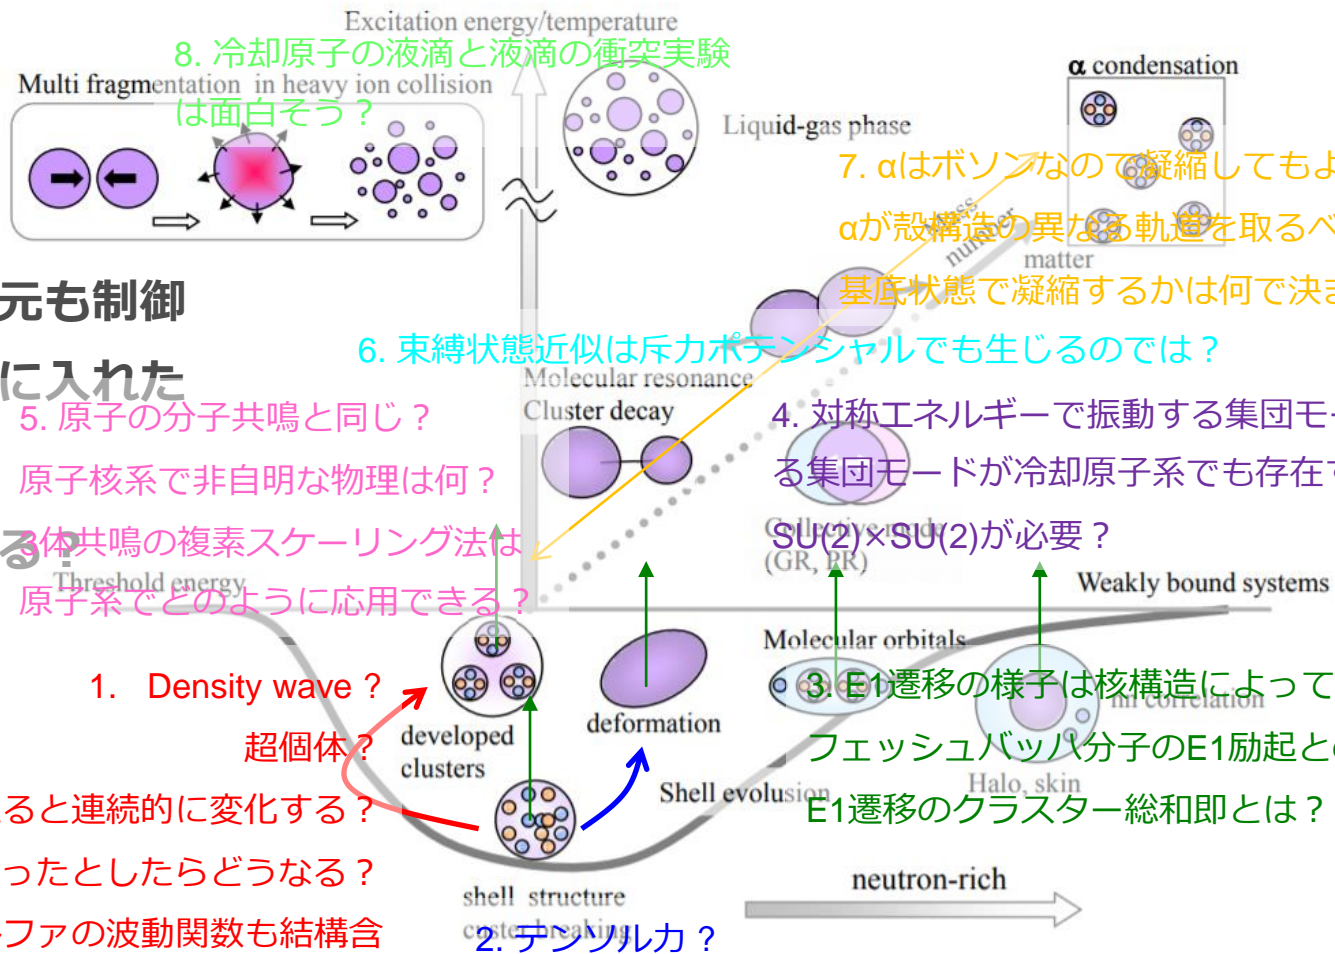 Excitation energy/temperature
8. 冷却原子の液滴と液滴の衝突実験
は面白そう？
Multi fragmentation in heavy ion collision
α condensation
Liquid-gas phase
7. αはボソンなので凝縮してもよ
αが殻構造の異なる軌道を取るべ
基底状態で凝縮するかは何で決ま
mass
number
matter
元も制御
に入れた
る？
6. 束縛状態近似は斥力ポテンシャルでも生じるのでは？
Molecular resonance
Cluster decay
5. 原子の分子共鳴と同じ？
原子核系で非自明な物理は何？
3体共鳴の複素スケーリング法は
原子系でどのように応用できる？
4. 対称エネルギーで振動する集団モー
る集団モードが冷却原子系でも存在す
SU(2)×SU(2)が必要？
Collective mode
(GR, PR)
Threshold energy
Weakly bound systems
Molecular orbitals
1. Density wave？
超個体？
ると連続的に変化する？
ったとしたらどうなる？
ファの波動関数も結構含
developed
clusters
deformation
3. E1遷移の様子は核構造によって
フェッシュバッハ分子のE1励起と
E1遷移のクラスター総和即とは？
nn correlation
Halo, skin
Shell evolusion
neutron-rich
shell structure
custer breaking
2. テンソル力？